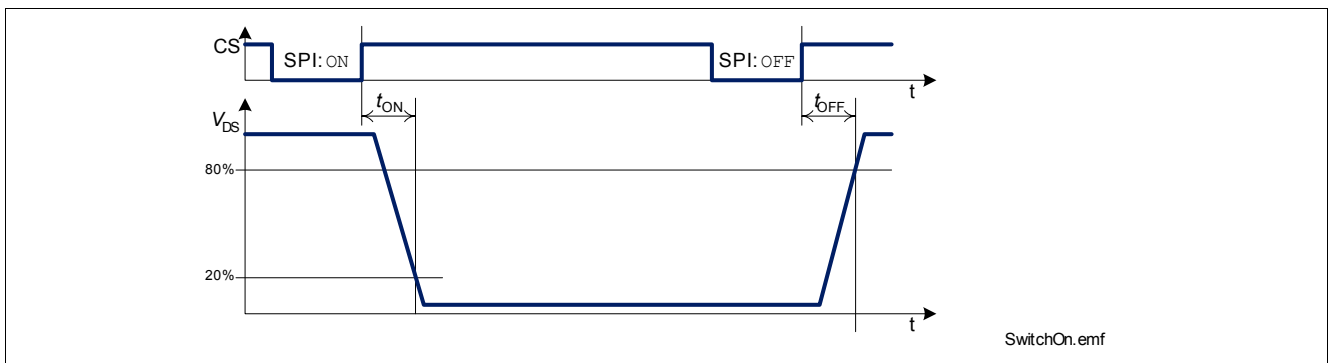 CS
SPI: ON
SPI: OFF
t
tON
tOFF
VDS
80%
20%
t
SwitchOn.emf